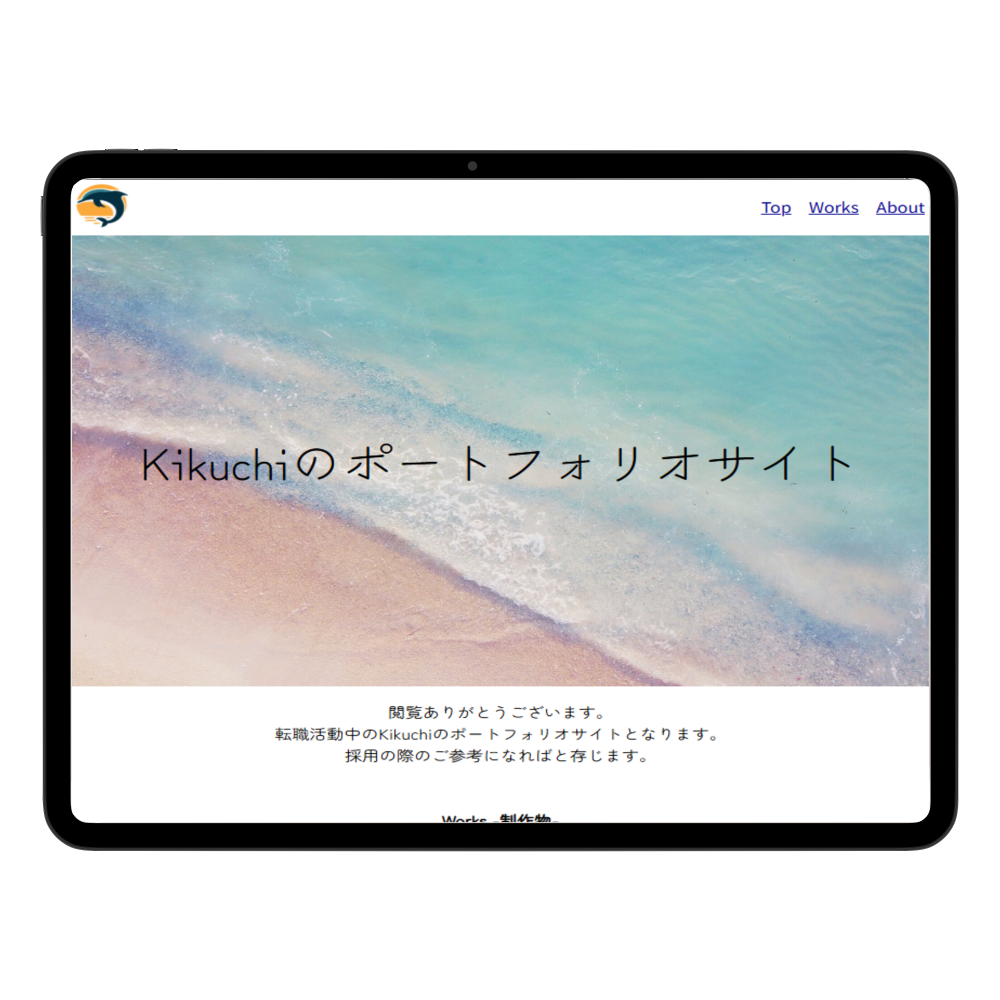 Top Works About
Kikuchiのポートフォリオサイト
閲覧ありがとうございます。
転職活動中のKikuchiのポートフォリオサイトとなります。
採用の際のご参考になればと存じます。
Works -制作物-